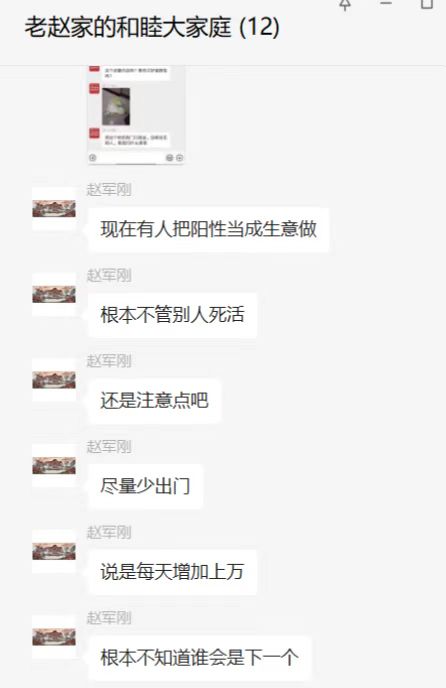 老赵家的和睦大家庭 (12)
赵军刚
现在有人把阳性当成生意做
赵军刚
根本不管别人死活
赵军刚
还是注意点吧
赵军刚
尽量少出门
赵军刚
说是每天增加上万
赵军刚
根本不知道谁会是下一个